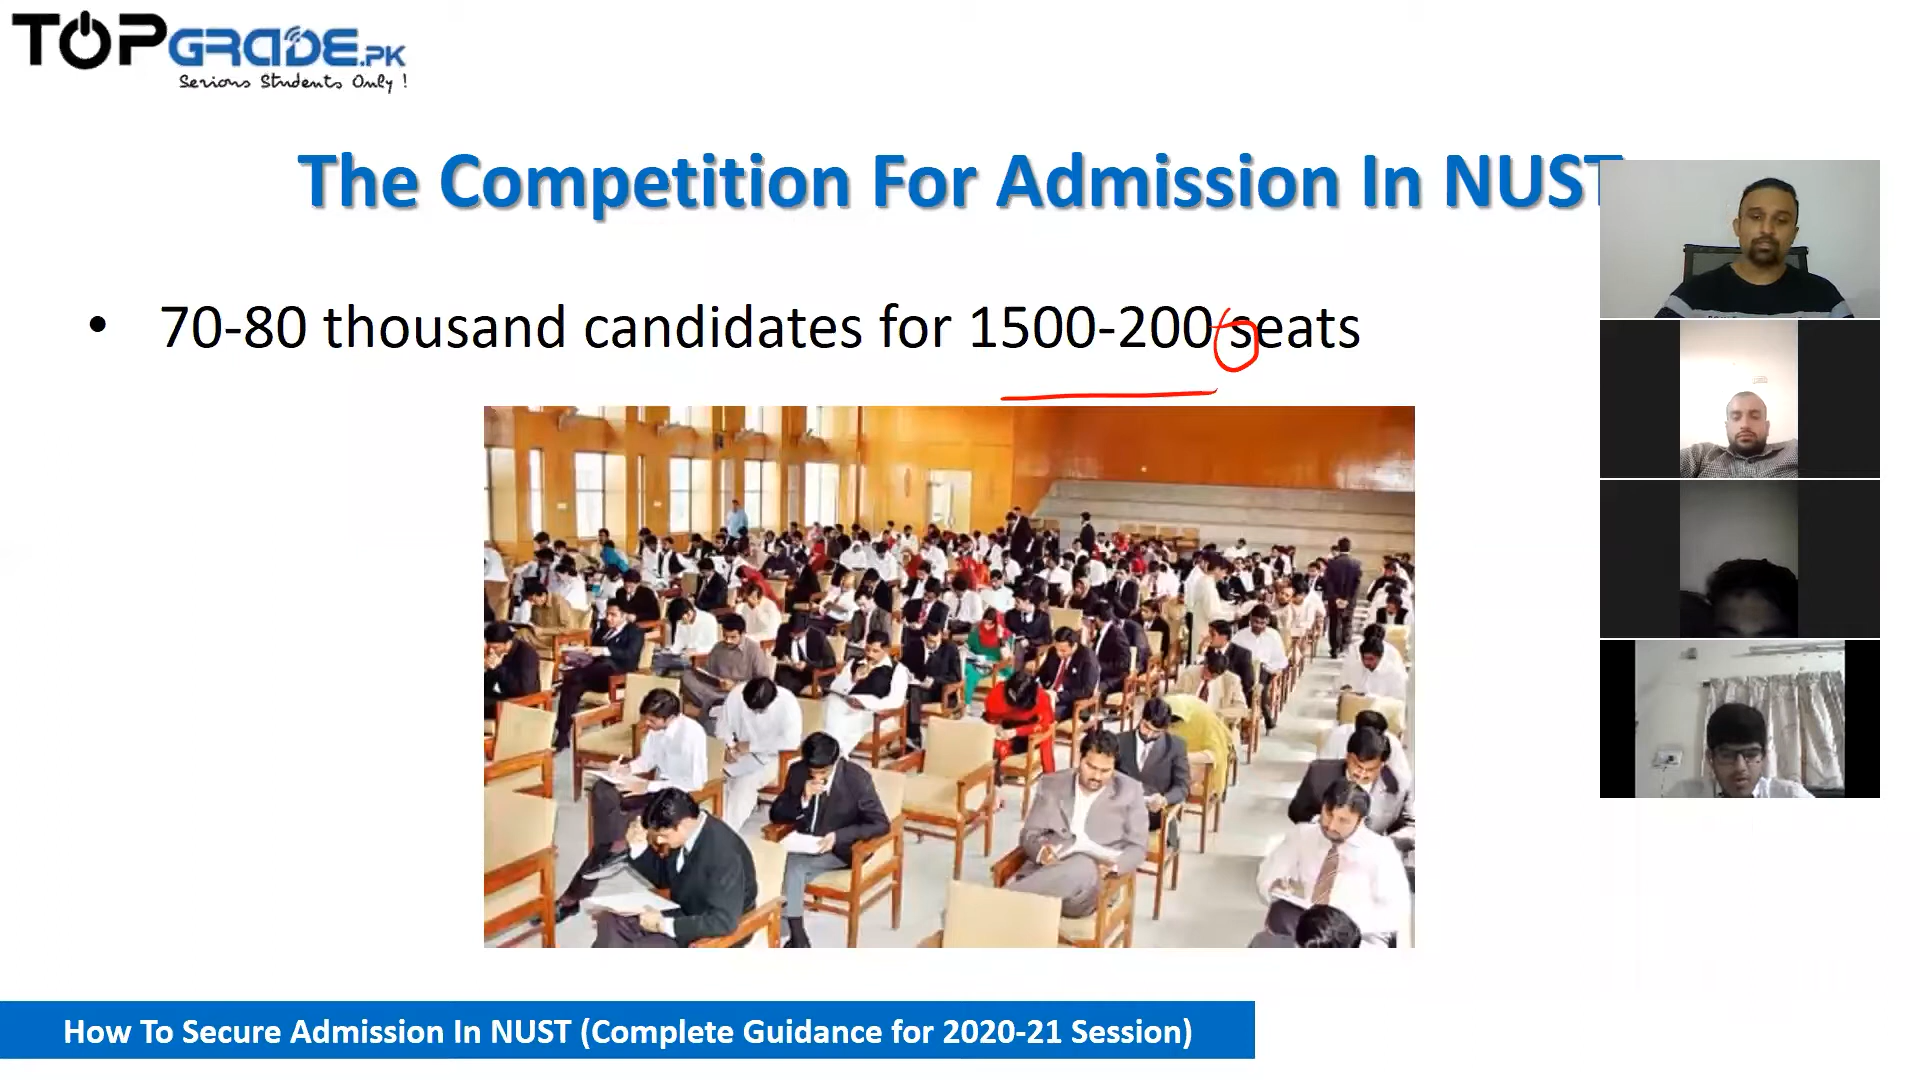 TOPGRADE.PK
Serious Students Only !
The Competition For Admission In NUST
• 70-80 thousand candidates for 1500-200 seats
How To Secure Admission In NUST (Complete Guidance for 2020-21 Session)